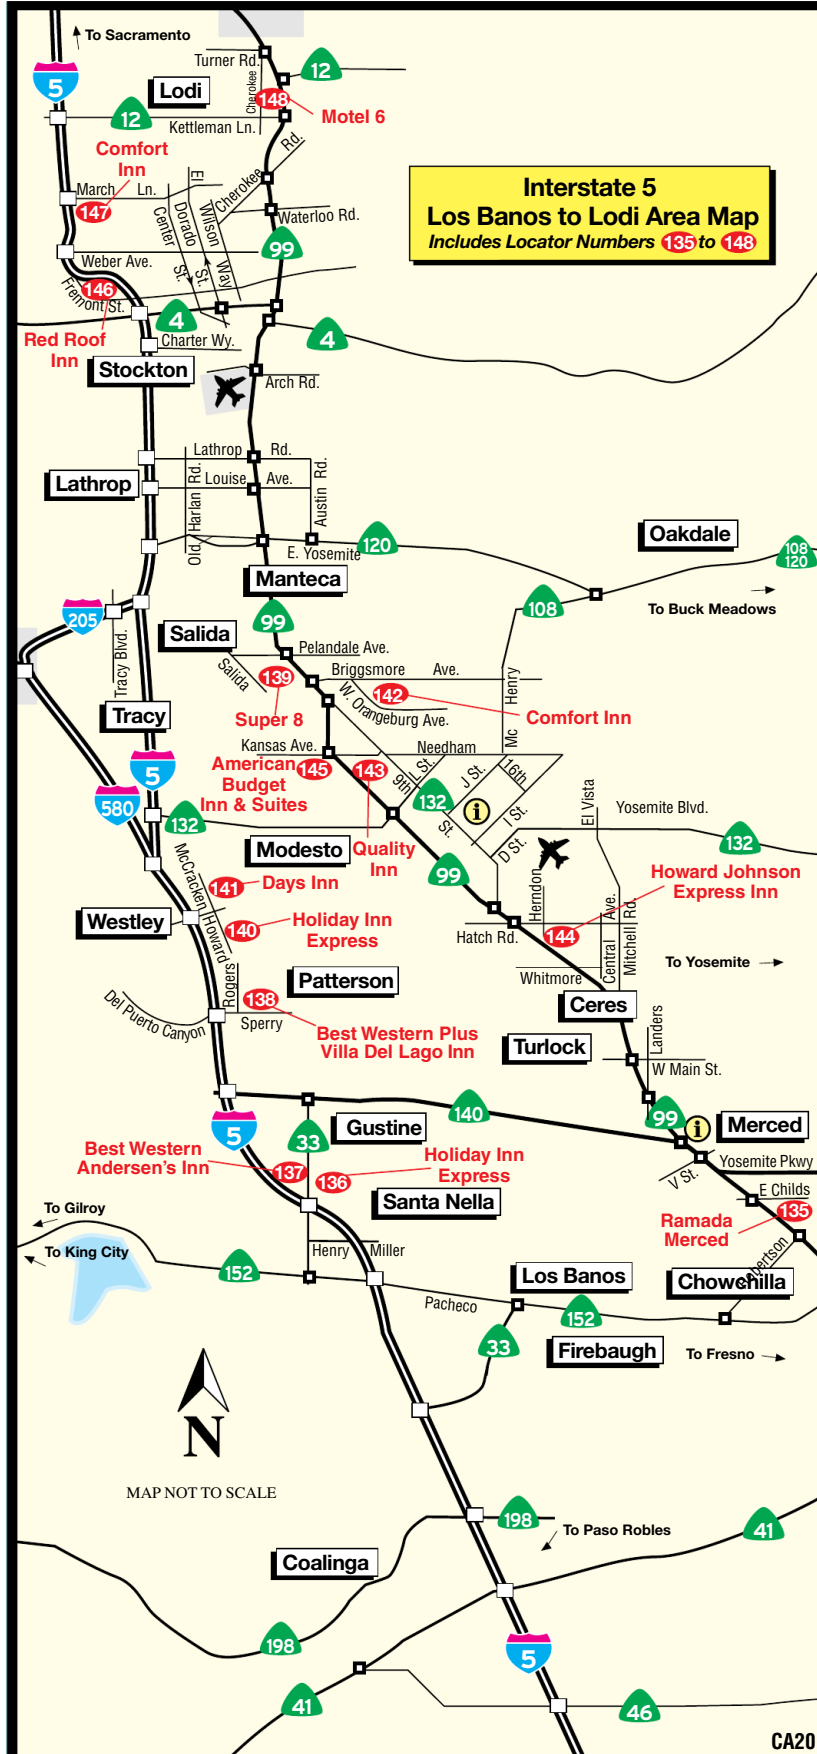 To Sacramento
Turner Rd.
12
5
Lodi
Cherokee
148
Motel 6
12
Kettleman Ln.
Rd.
Comfort
Inn
El
Cherokee
March Ln.
147
Center St.
Dorado St.
Wilson Way
Waterloo Rd.
Interstate 5
Los Banos to Lodi Area Map
Includes Locator Numbers 135 to 148
99
Weber Ave.
146
Fremont St.
4
4
Red Roof
Inn
Charter Wy.
Stockton
Arch Rd.
Lathrop Rd.
Lathrop
Louise Ave.
Old Harlan Rd.
Austin Rd.
E. Yosemite
120
Oakdale
108
120
Manteca
108
To Buck Meadows
205
99
Salida
Tracy Blvd.
Pelandale Ave.
Salida
139
Briggsmore Ave.
142
W. Orangeburg Ave.
Mc Henry
Super 8
Comfort Inn
Tracy
Kansas Ave.
Needham
American
Budget
Inn & Suites
145
143
9th St.
L St.
J St.
16th
5
580
132
132
I St.
D St.
El Vista
Yosemite Blvd.
132
Modesto
Quality
Inn
99
McCracken
141
Days Inn
Herndon
Howard Johnson
Express Inn
Westley
Howard
140
Holiday Inn
Express
Hatch Rd.
144
Central Ave.
Mitchell Rd.
Whitmore
To Yosemite
Rogers
Patterson
Del Puerto Canyon
138
Sperry
Ceres
Best Western Plus
Villa Del Lago Inn
Turlock
Landers
W Main St.
140
99
5
33
Gustine
Merced
Best Western
Andersen's Inn
137
136
Holiday Inn
Express
V St.
Yosemite Pkwy
E Childs
135
Santa Nella
Ramada
Merced
To Gilroy
To King City
Henry Miller
Robertson
152
Los Banos
Chowchilla
Pacheco
152
33
Firebaugh
To Fresno
N
MAP NOT TO SCALE
198
To Paso Robles
41
Coalinga
198
5
41
46
CA20